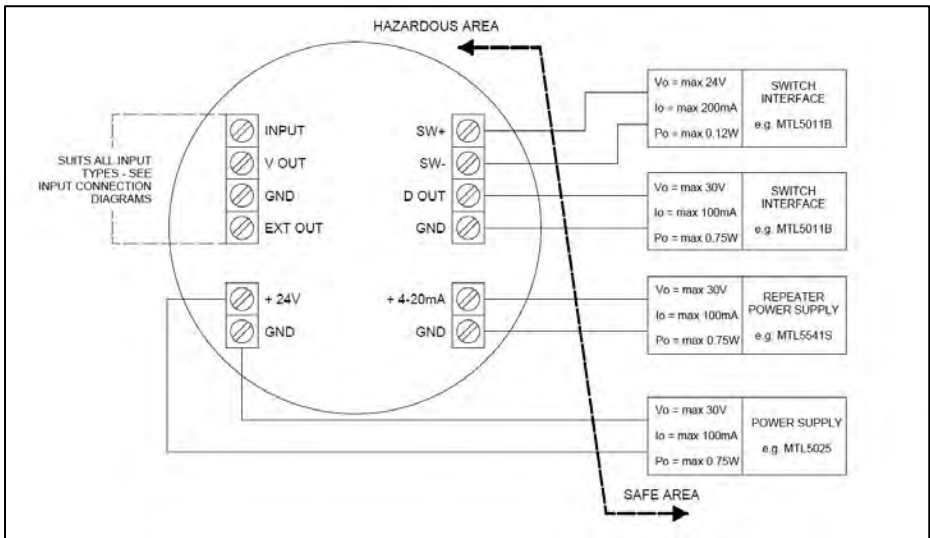 HAZARDOUS AREA
SUITS ALL INPUT
TYPES - SEE
INPUT CONNECTION
DIAGRAMS
INPUT
V OUT
GND
EXT OUT
+ 24V
GND
SW+
SW-
D OUT
GND
+ 4-20mA
GND
Vo = max 24V
Io = max 200mA
Po = max 0.12W
SWITCH
INTERFACE
e.g. MTL5011B
Vo = max 30V
Io = max 100mA
Po = max 0.75W
SWITCH
INTERFACE
e.g. MTL5011B
Vo = max 30V
Io = max 100mA
Po = max 0.75W
REPEATER
POWER SUPPLY
e.g. MTL5541S
Vo = max 30V
Io = max 100mA
Po = max 0.75W
POWER SUPPLY
e.g. MTL5025
SAFE AREA